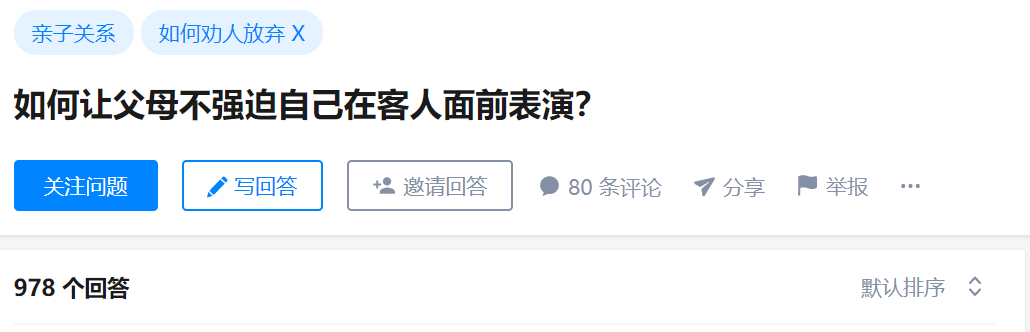 亲子关系 如何劝人放弃 X
如何让父母不强迫自己在客人面前表演？
关注问题 写回答 邀请回答 80 条评论 分享 举报 ···
978 个回答 默认排序